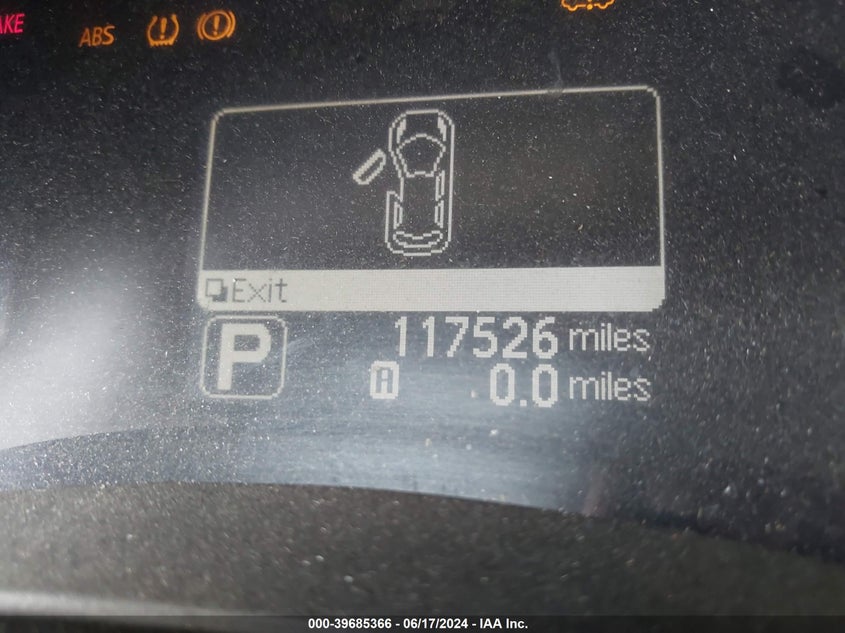 AKE ABS
Exit
P 117526 miles
A 0.0 miles
000-39685366 - 06/17/2024 - IAA Inc.